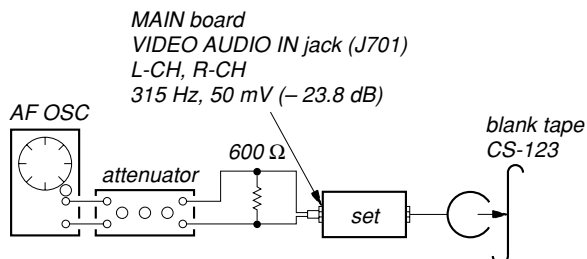 MAIN board
VIDEO AUDIO IN jack (J701)
L-CH, R-CH
315 Hz, 50 mV (– 23.8 dB)
AF OSC
attenuator
600 Ω
set
blank tape
CS-123